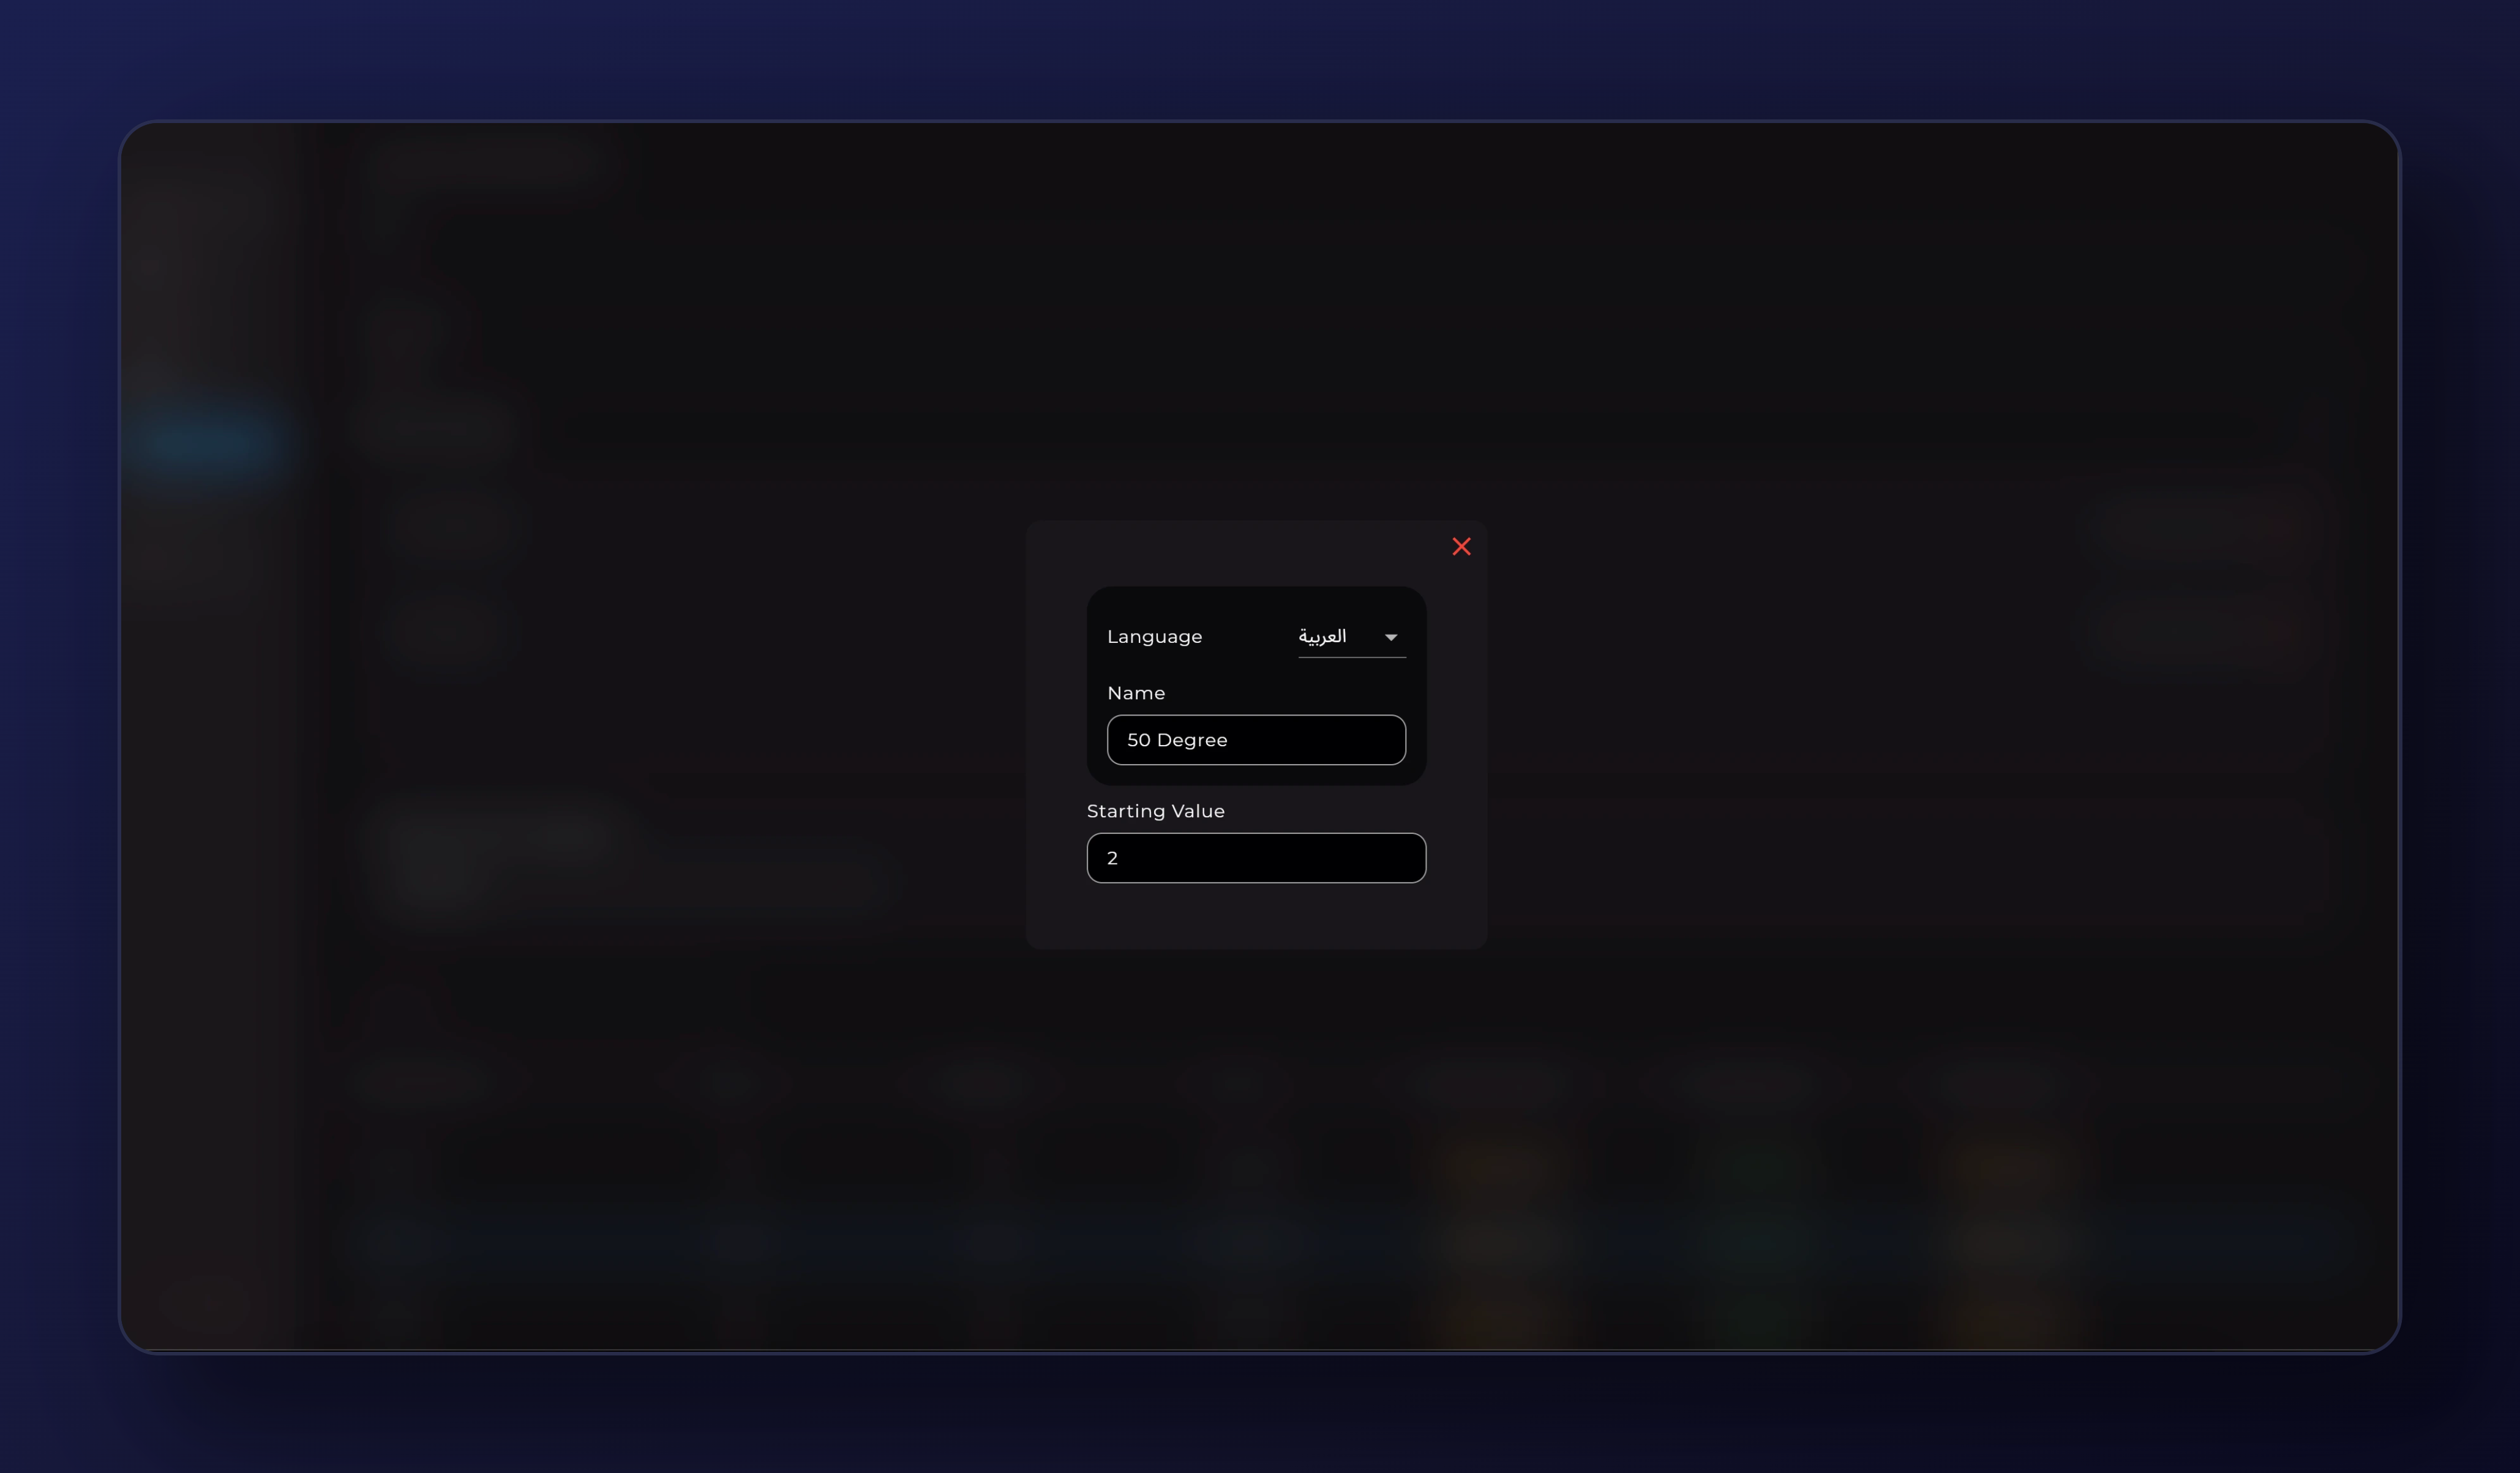 Language العربية
Name
50 Degree
Starting Value
2